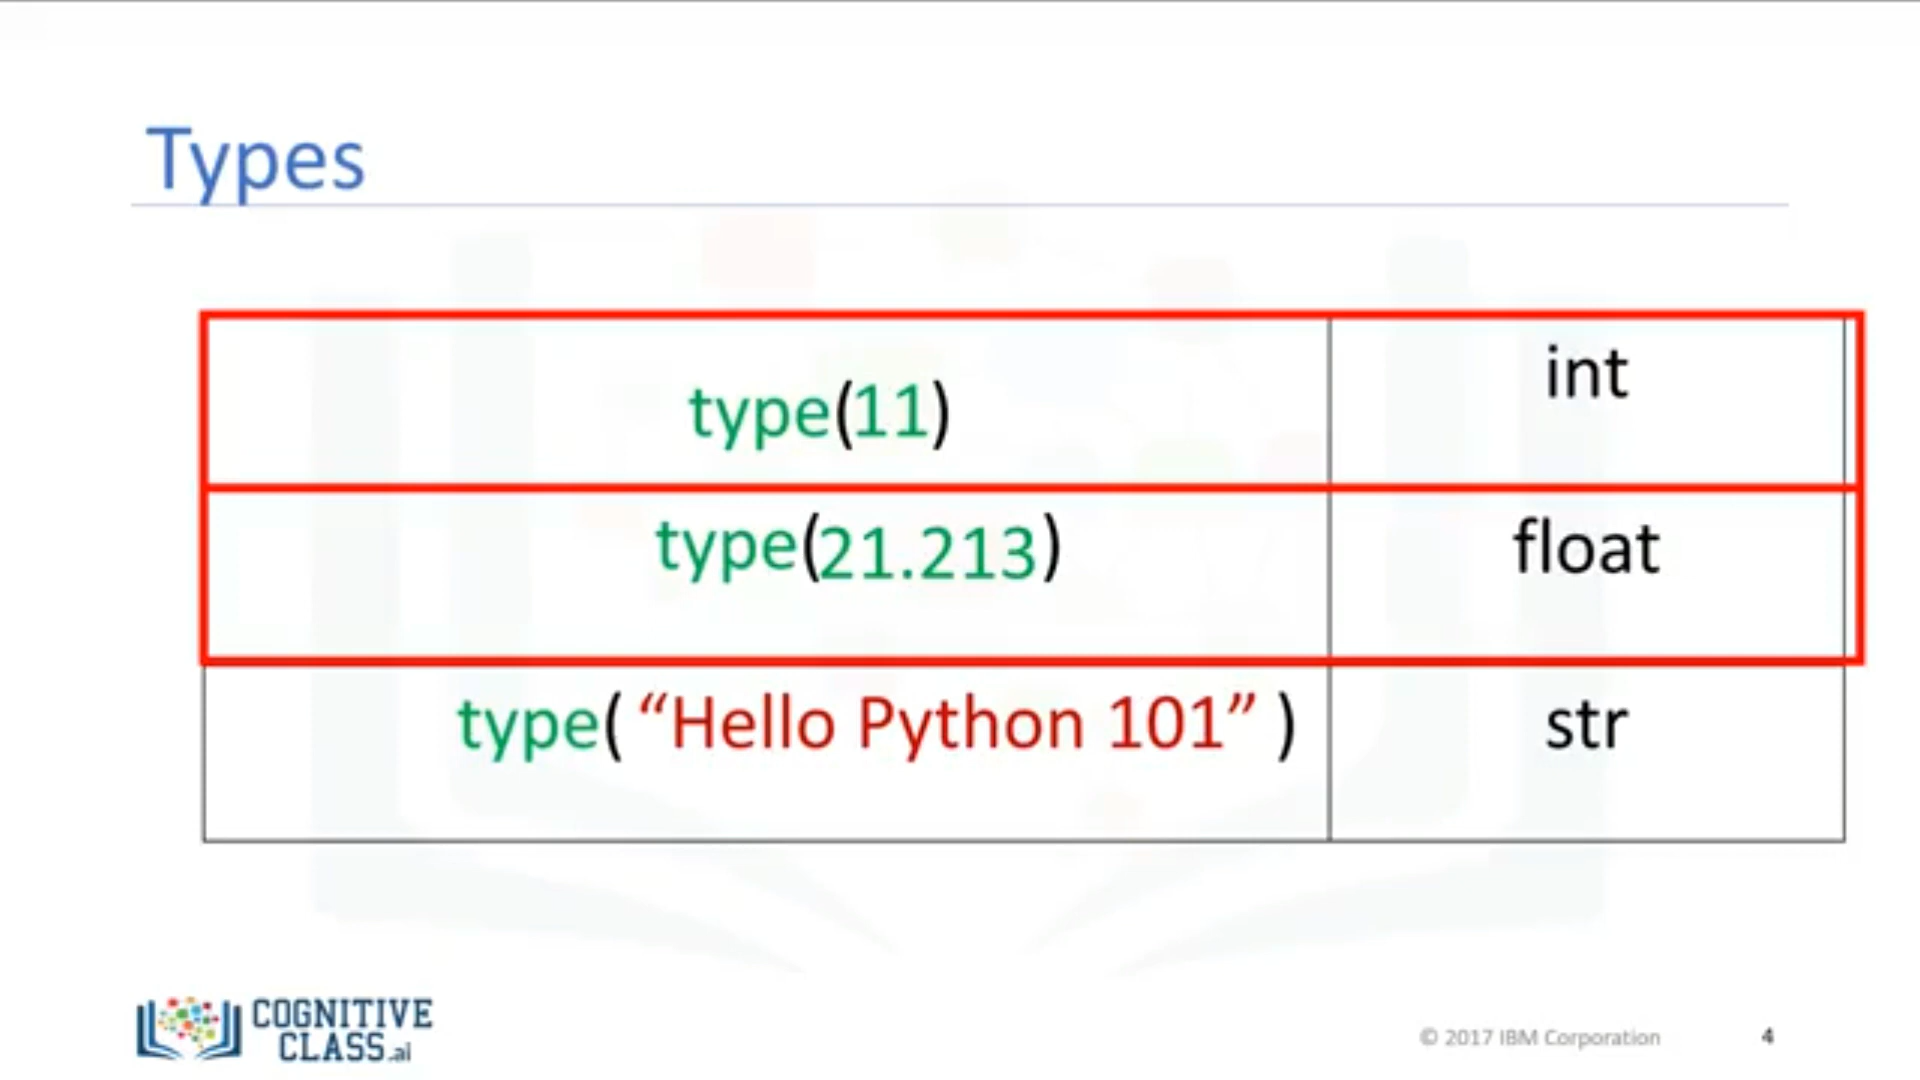 Types
type(11)
int
type(21.213)
float
type( “Hello Python 101” )
str
COGNITIVE
CLASS.ai
© 2017 IBM Corporation
4